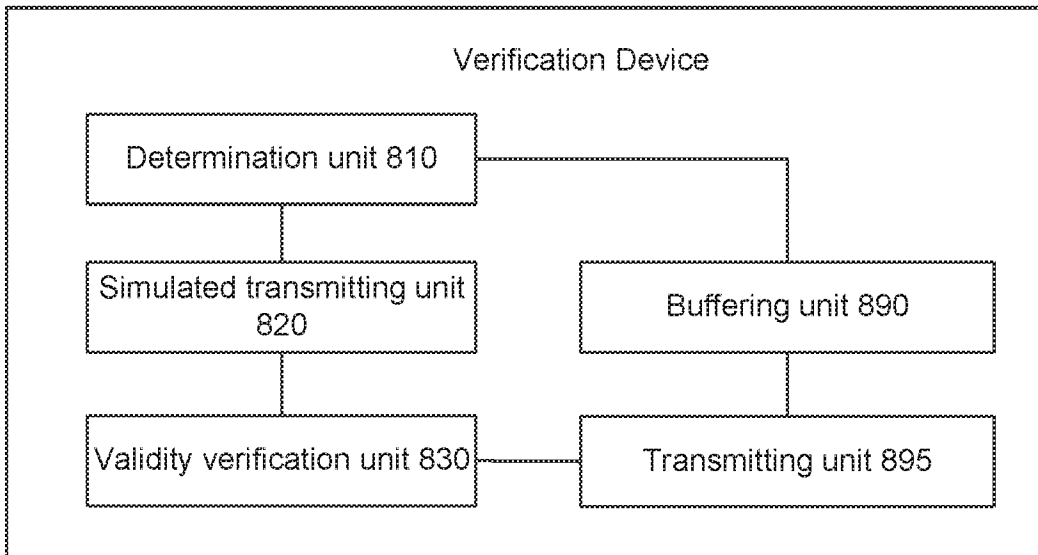 Verification Device
Determination unit 810
Simulated transmitting unit
820
Buffering unit 890
Validity verification unit 830
Transmitting unit 895